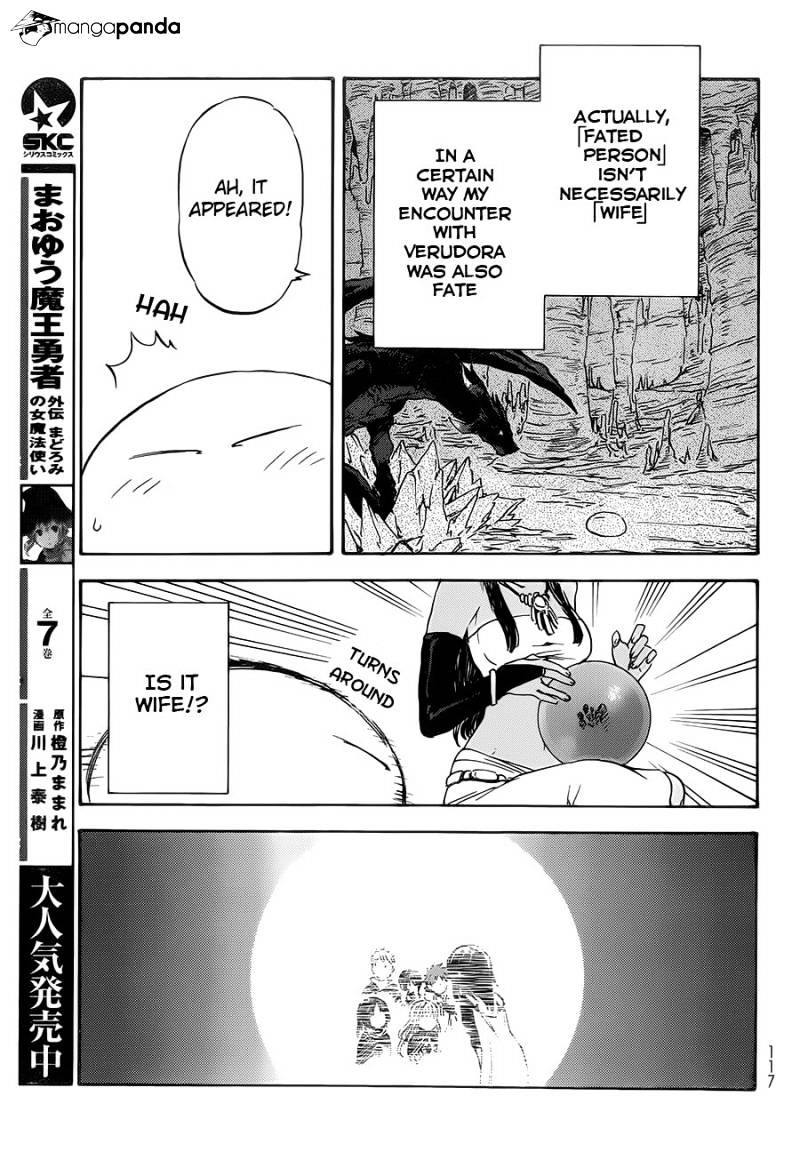 mangapanda
ACTUALLY,
「FATED
PERSON」
ISN'T
NECESSARILY
「WIFE」
IN A
CERTAIN
WAY MY
ENCOUNTER
WITH
VERUDORA
WAS ALSO
FATE
AH, IT
APPEARED!
HAH
IS IT
WIFE!?
TURNS
AROUND
SKC
シリウスコミックス
まおゆう魔王勇者
外伝 まどろみ
の女魔法使い
全
7
巻
原作 橙乃ままれ
漫画 川上泰樹
大人気発売中
117